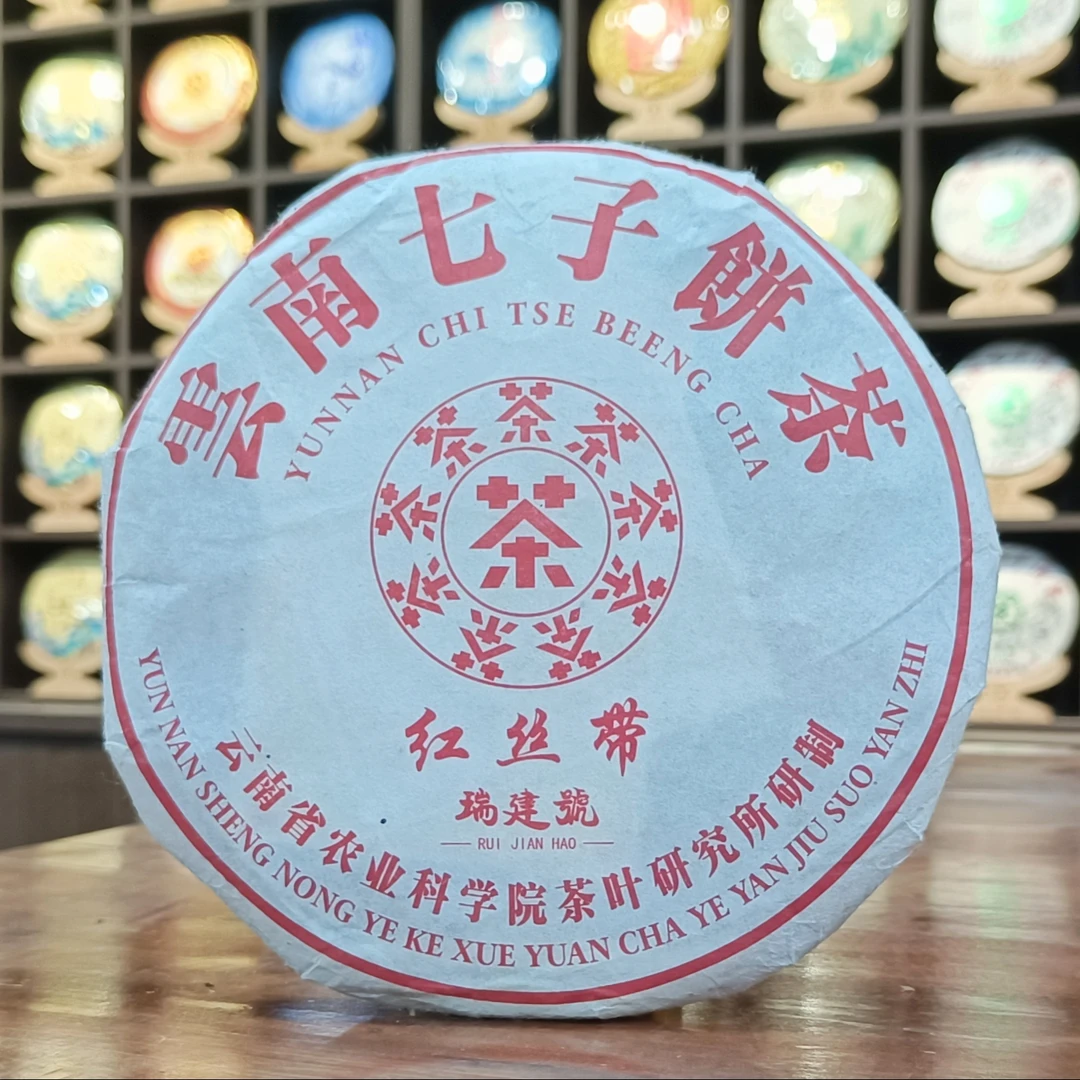 雲南七子餅茶
YUNNAN CHI TSE BEENG CHA
茶茶茶茶茶茶茶茶茶
茶
红丝带
瑞建號
RUI JIAN HAO
云南省农业科学院茶叶研究所研制
YUN NAN SHENG NONG YE KE XUE YUAN CHA YE YAN JIU SUO YAN ZHI